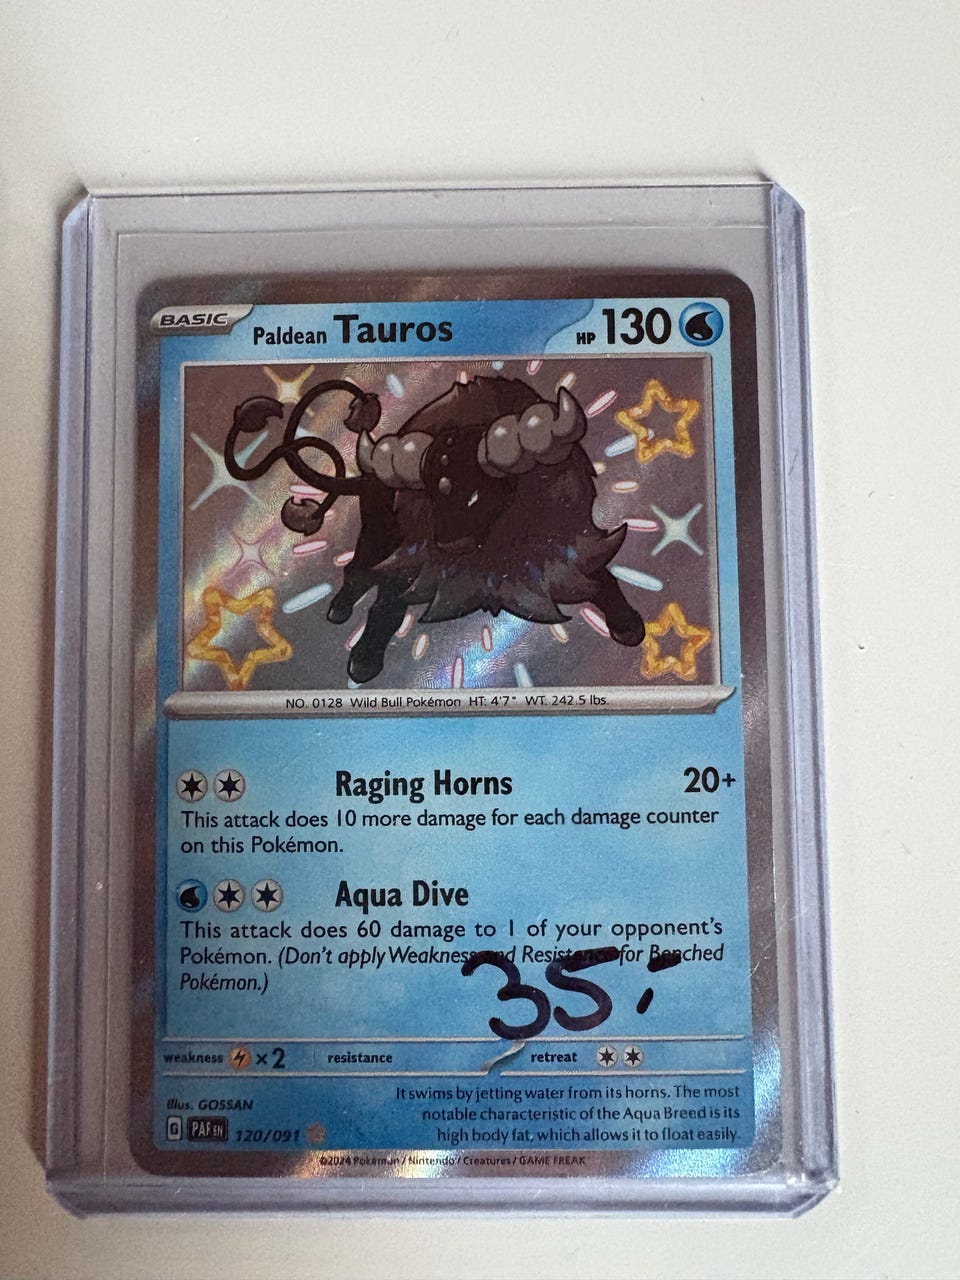 BASIC Paldean Tauros HP 130
NO. 0128 Wild Bull Pokémon HT: 4'7" WT: 242.5 lbs.
Raging Horns 20+
This attack does 10 more damage for each damage counter
on this Pokémon.
Aqua Dive
This attack does 60 damage to 1 of your opponent's
Pokémon. (Don't apply Weakness and Resistance for Benched
Pokémon.)
35,-
weakness ×2 resistance retreat
Illus. GOSSAN
It swims by jetting water from its horns. The most
notable characteristic of the Aqua Breed is its
high body fat, which allows it to float easily.
G PAF EN 120/091
©2024 Pokémon / Nintendo / Creatures / GAME FREAK